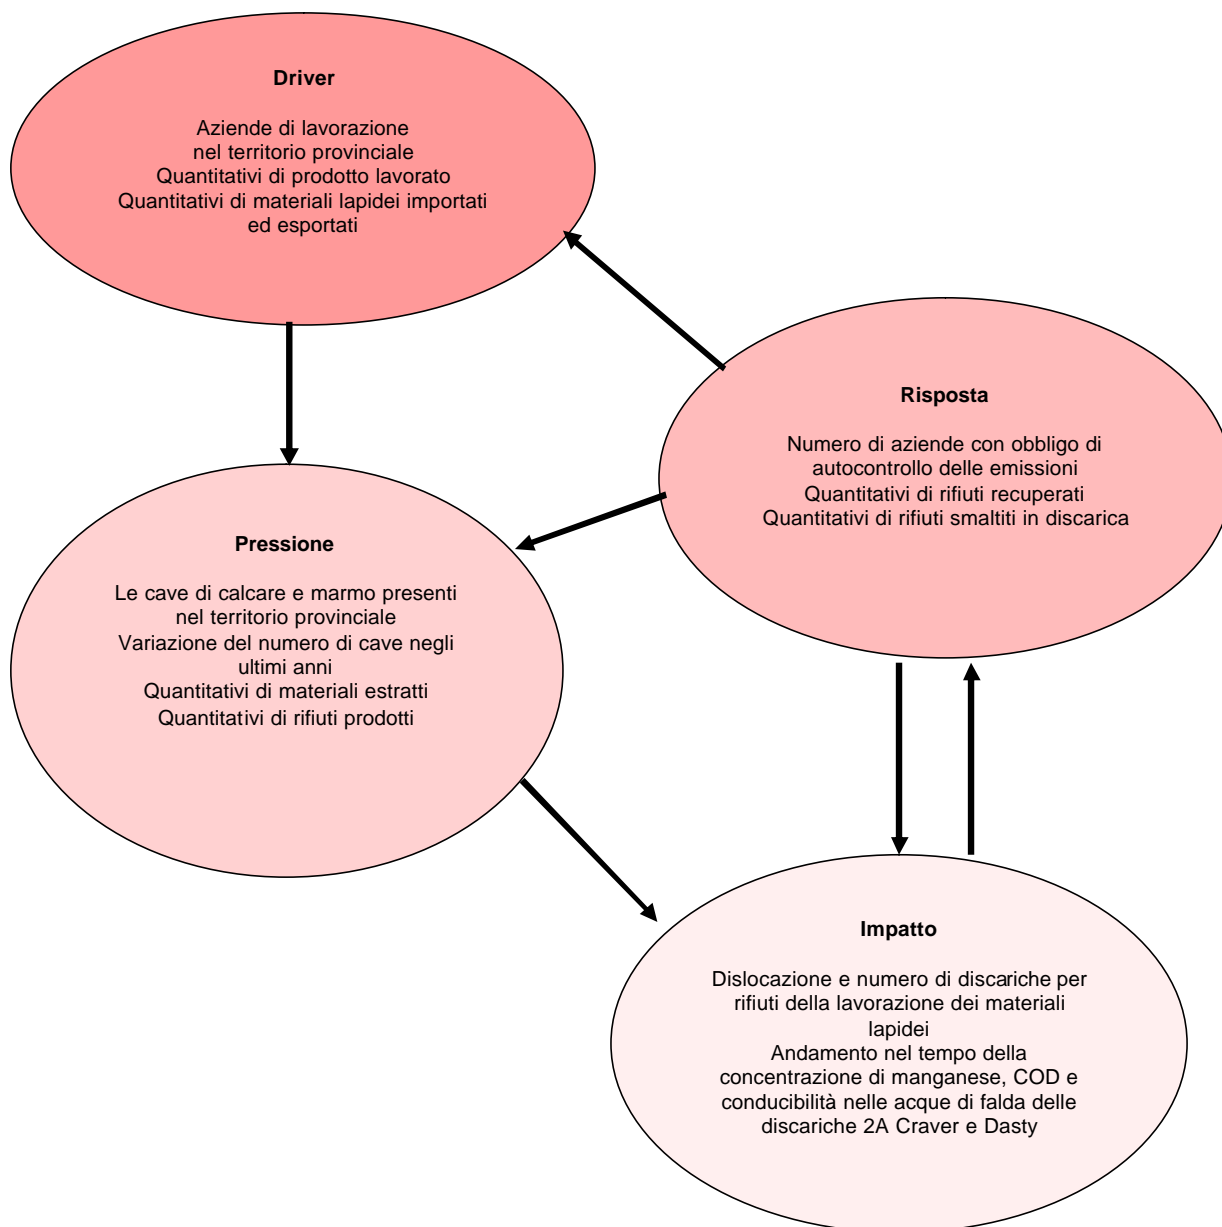 Driver
Aziende di lavorazione
nel territorio provinciale
Quantitativi di prodotto lavorato
Quantitativi di materiali lapidei importati
ed esportati
Risposta
Numero di aziende con obbligo di
autocontrollo delle emissioni
Quantitativi di rifiuti recuperati
Quantitativi di rifiuti smaltiti in discarica
Pressione
Le cave di calcare e marmo presenti
nel territorio provinciale
Variazione del numero di cave negli
ultimi anni
Quantitativi di materiali estratti
Quantitativi di rifiuti prodotti
Impatto
Dislocazione e numero di discariche per
rifiuti della lavorazione dei materiali
lapidei
Andamento nel tempo della
concentrazione di manganese, COD e
conducibilità nelle acque di falda delle
discariche 2A Craver e Dasty